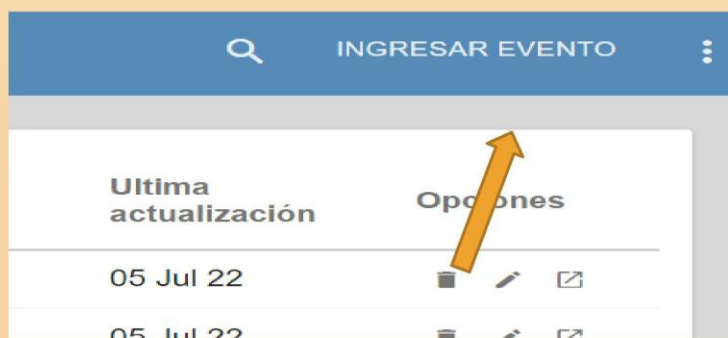 INGRESAR EVENTO
Ultima
actualización
Opciones
05 Jul 22
05 Jul 22